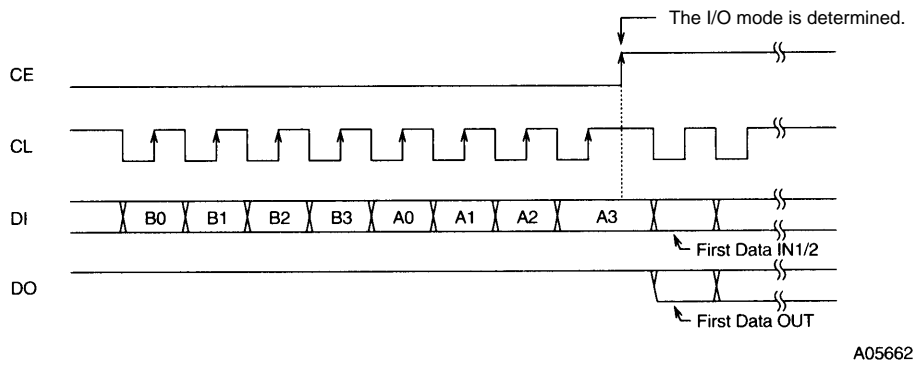 The I/O mode is determined.
CE
CL
DI B0 B1 B2 B3 A0 A1 A2 A3
First Data IN1/2
DO
First Data OUT
A05662